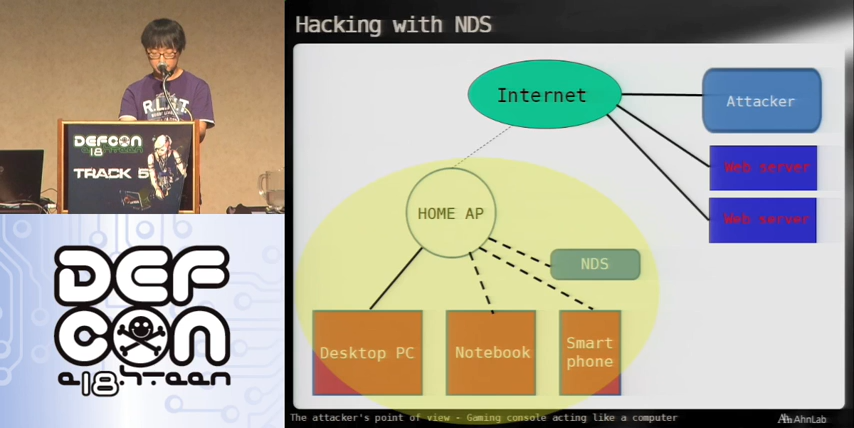 Hacking with NDS
Internet
Attacker
Web server
Web server
HOME AP
NDS
Desktop PC
Notebook
Smart
phone
The attacker's point of view - Gaming console acting like a computer
AhnLab
DEFCON
18
TRACK 5
DEF
CON
18